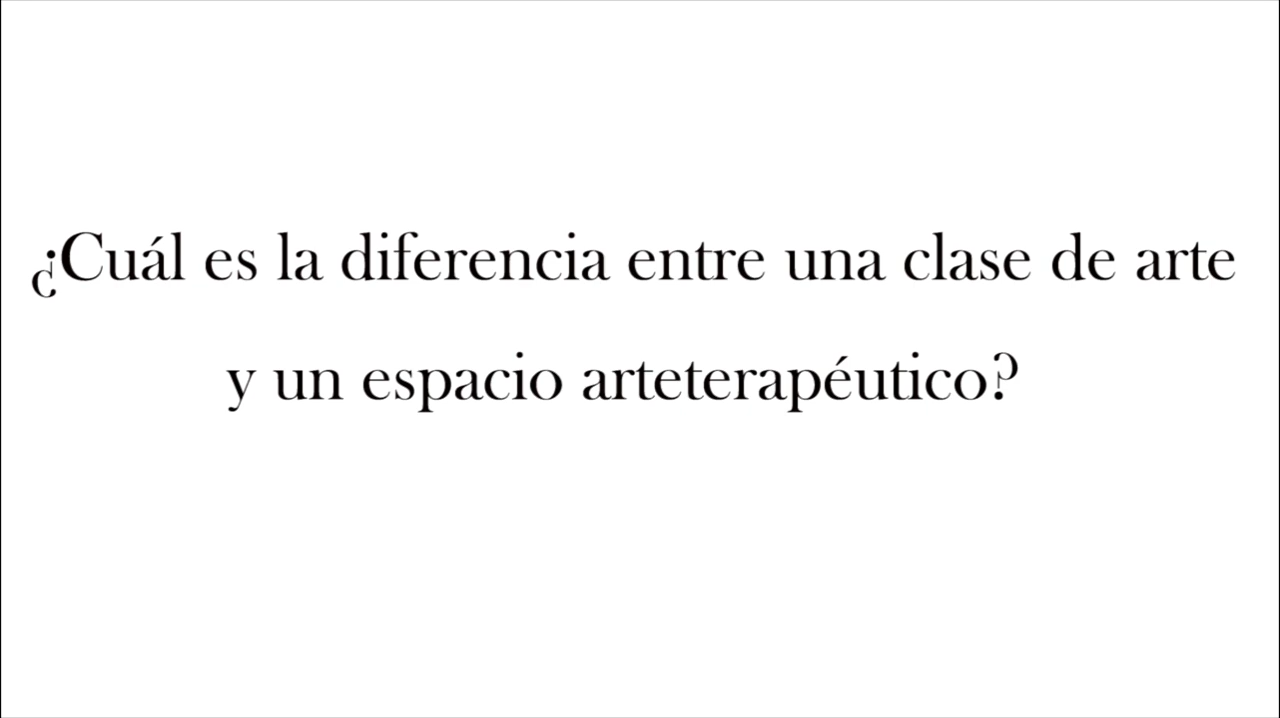 ¿Cuál es la diferencia entre una clase de arte
y un espacio arteterapéutico?